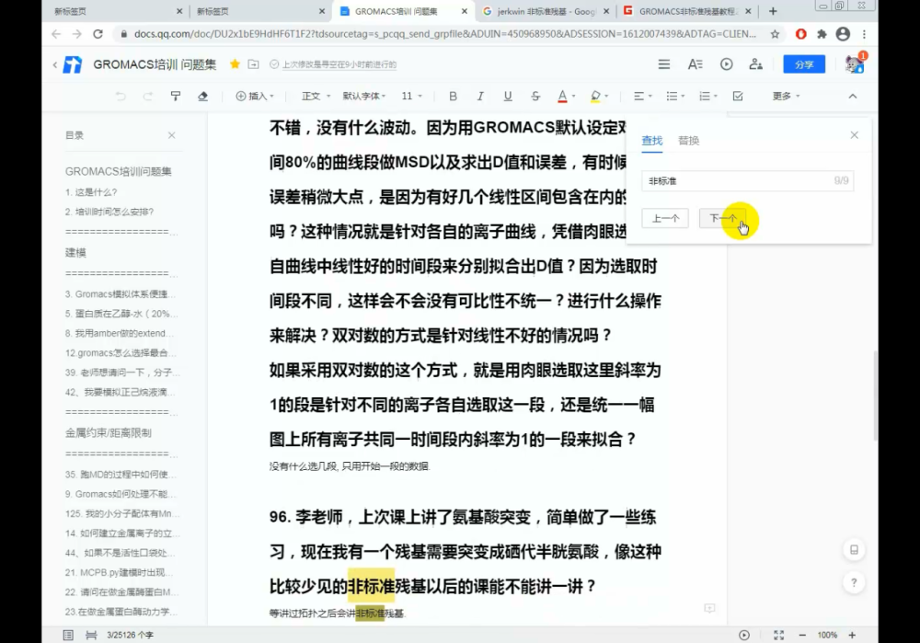 新标签页
新标签页
GROMACS培训 问题集
jerkwin 非标准残基 - Goog
GROMACS非标准残基教程
docs.qq.com/doc/DU2x1bE9HdHF6T1F2?tdsourcetag=s_pcqq_send_grpfile&ADUIN=450968950&ADSESSION=1612007439&ADTAG=CLIEN...
GROMACS培训 问题集
上次修改是寻空在9小时前进行的
分享
1
插入
正文
默认字体
11
B I U S A
更多
目录
GROMACS培训问题集
1. 这是什么?
2. 培训时间怎么安排?
=================...
建模
=================...
3. Gromacs模拟体系便捷...
5. 蛋白质在乙醇-水（20%...
8. 我用amber做的extend...
12.gromacs怎么选择最合...
39. 老师想请问一下，分子...
42、我要模拟正己烷液滴...
=================...
金属约束/距离限制
=================...
35. 跑MD的过程中如何使...
9. Gromacs如何处理不能...
125. 我的小分子配体有Mn...
14. 如何建立金属离子的立...
44、如果不是活性口袋处...
21. MCPB.py建模时出现...
22. 请问在做金属酶蛋白M...
23.在做金属蛋白酶动力学...
不错，没有什么波动。因为用GROMACS默认设定对
间80%的曲线段做MSD以及求出D值和误差，有时候
误差稍微大点，是因为有好几个线性区间包含在内的
吗？这种情况就是针对各自的离子曲线，凭借肉眼选
自曲线中线性好的时间段来分别拟合出D值？因为选取时
间段不同，这样会不会没有可比性不统一？进行什么操作
来解决？双对数的方式是针对线性不好的情况吗？
如果采用双对数的这个方式，就是用肉眼选取这里斜率为
1的段是针对不同的离子各自选取这一段，还是统一一幅
图上所有离子共同一时间段内斜率为1的一段来拟合？
没有什么选几段, 只用开始一段的数据.
96. 李老师，上次课上讲了氨基酸突变，简单做了一些练
习，现在我有一个残基需要突变成硒代半胱氨酸，像这种
比较少见的非标准残基以后的课能不能讲一讲？
等讲过拓扑之后会讲非标准残基.
查找
替换
非标准
9/9
上一个
下一个
?
3/25126 个字
100%